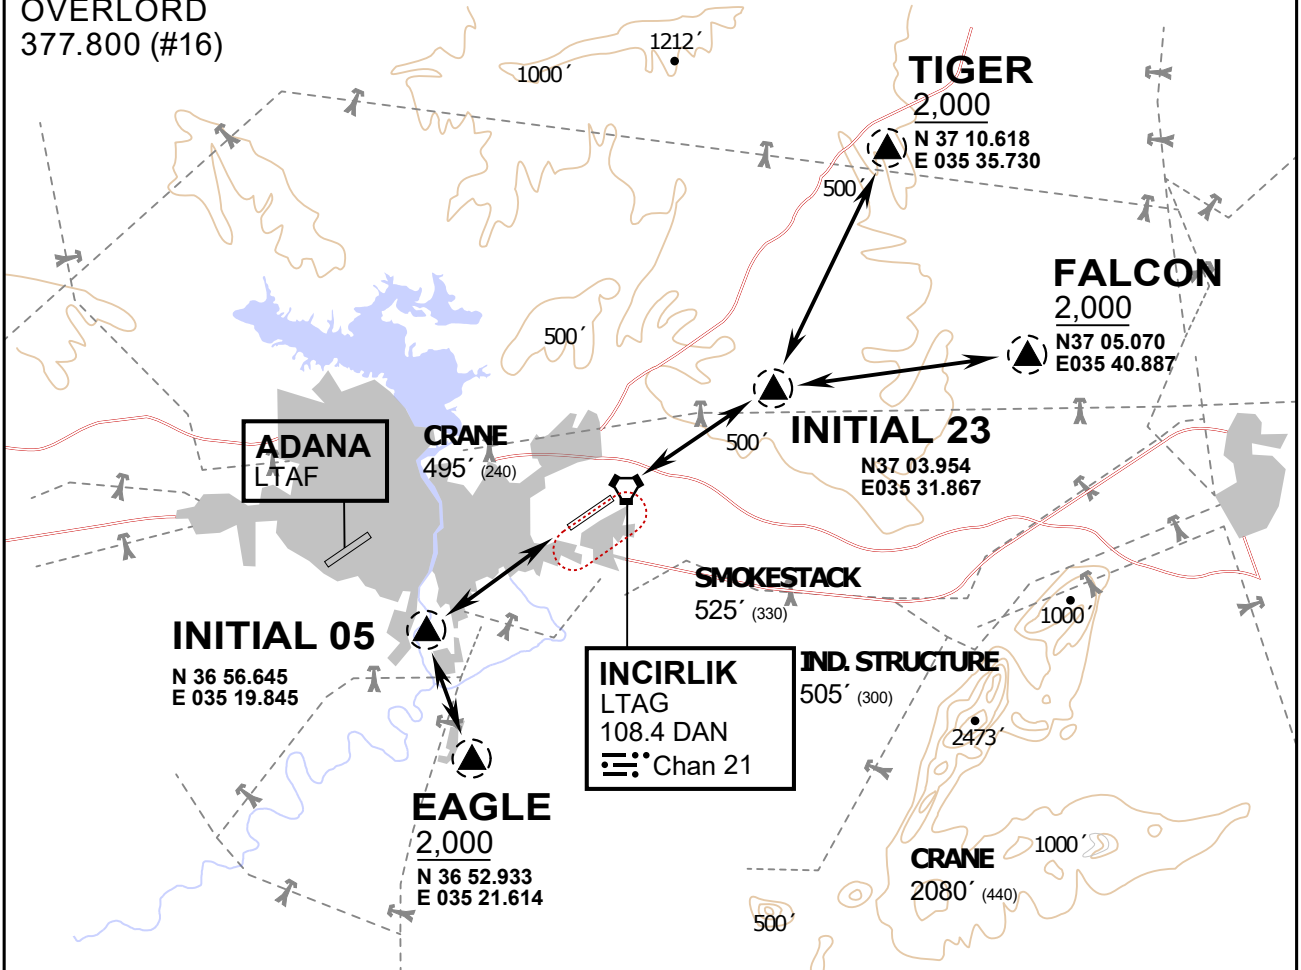 OVERLORD
377.800 (#16)
1212´
1000´
TIGER
2,000
N 37 10.618
E 035 35.730
500´
FALCON
2,000
N37 05.070
E035 40.887
500´
INITIAL 23
N37 03.954
E035 31.867
500´
ADANA
LTAF
CRANE
495´ (240)
SMOKESTACK
525´ (330)
1000´
INITIAL 05
N 36 56.645
E 035 19.845
INCIRLIK
LTAG
108.4 DAN
Chan 21
IND. STRUCTURE
505´ (300)
2473´
EAGLE
2,000
N 36 52.933
E 035 21.614
1000´
CRANE
2080´ (440)
500´